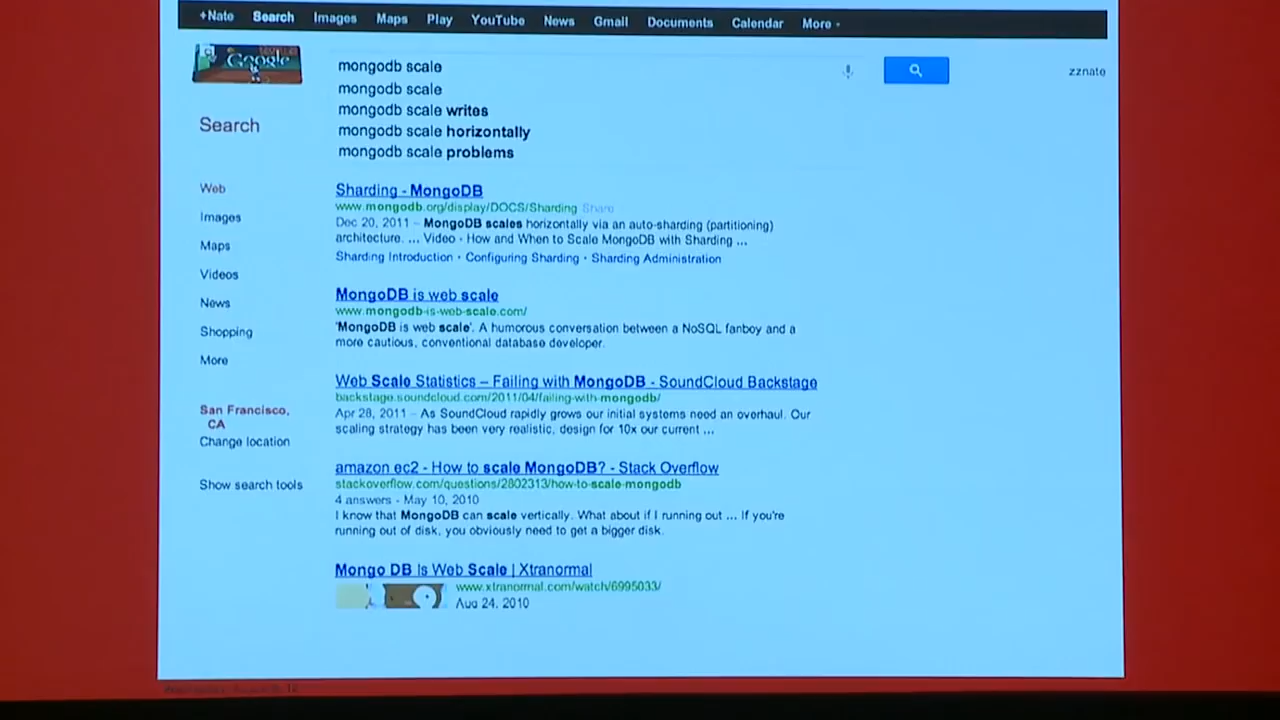 +Nate Search Images Maps Play YouTube News Gmail Documents Calendar More
Google
mongodb scale
zznate
mongodb scale
mongodb scale writes
mongodb scale horizontally
mongodb scale problems
Search
Web
Images
Maps
Videos
News
Shopping
More
San Francisco,
CA
Change location
Show search tools
Sharding - MongoDB
www.mongodb.org/display/DOCS/Sharding Share
Dec 20, 2011 – MongoDB scales horizontally via an auto-sharding (partitioning)
architecture. ... Video - How and When to Scale MongoDB with Sharding ...
Sharding Introduction - Configuring Sharding - Sharding Administration
MongoDB is web scale
www.mongodb-is-web-scale.com/
'MongoDB is web scale'. A humorous conversation between a NoSQL fanboy and a
more cautious, conventional database developer.
Web Scale Statistics – Failing with MongoDB - SoundCloud Backstage
backstage.soundcloud.com/2011/04/failing-with-mongodb/
Apr 28, 2011 – As SoundCloud rapidly grows our initial systems need an overhaul. Our
scaling strategy has been very realistic, design for 10x our current ...
amazon ec2 - How to scale MongoDB? - Stack Overflow
stackoverflow.com/questions/2802313/how-to-scale-mongodb
4 answers - May 10, 2010
I know that MongoDB can scale vertically. What about if I running out ... If you're
running out of disk, you obviously need to get a bigger disk.
Mongo DB Is Web Scale | Xtranormal
www.xtranormal.com/watch/6995033/
Aug 24, 2010